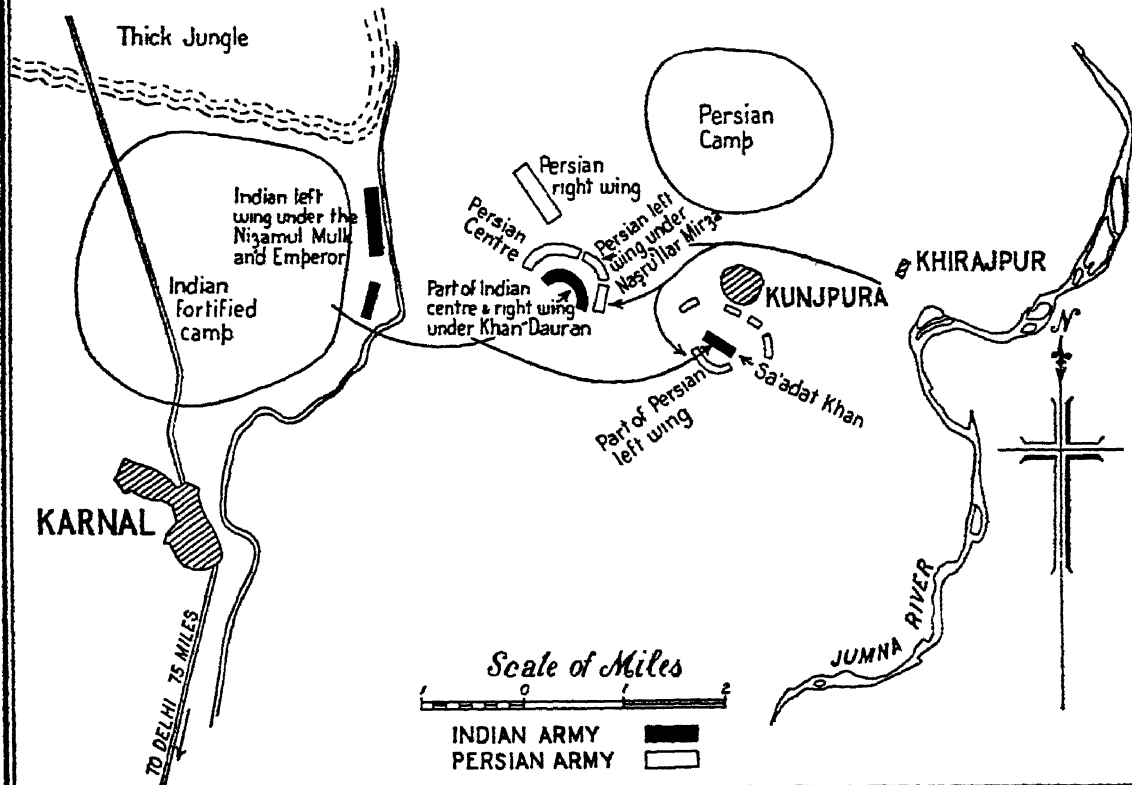 Thick Jungle
Persian
Camp
Persian
right wing
Persian
Centre
Persian left
wing under
Naṣru'llar Mirza
Indian left
wing under the
Niẓamul Mulk
and Emperor
Indian
fortified
camp
Part of Indian
centre & right wing
under Khan-Dauran
KHIRAJPUR
KUNJPURA
Sa'adat Khan
Part of Persian
left wing
N
KARNAL
TO DELHI 75 MILES
JUMNA RIVER
Scale of Miles
1 0 1 2
INDIAN ARMY
PERSIAN ARMY